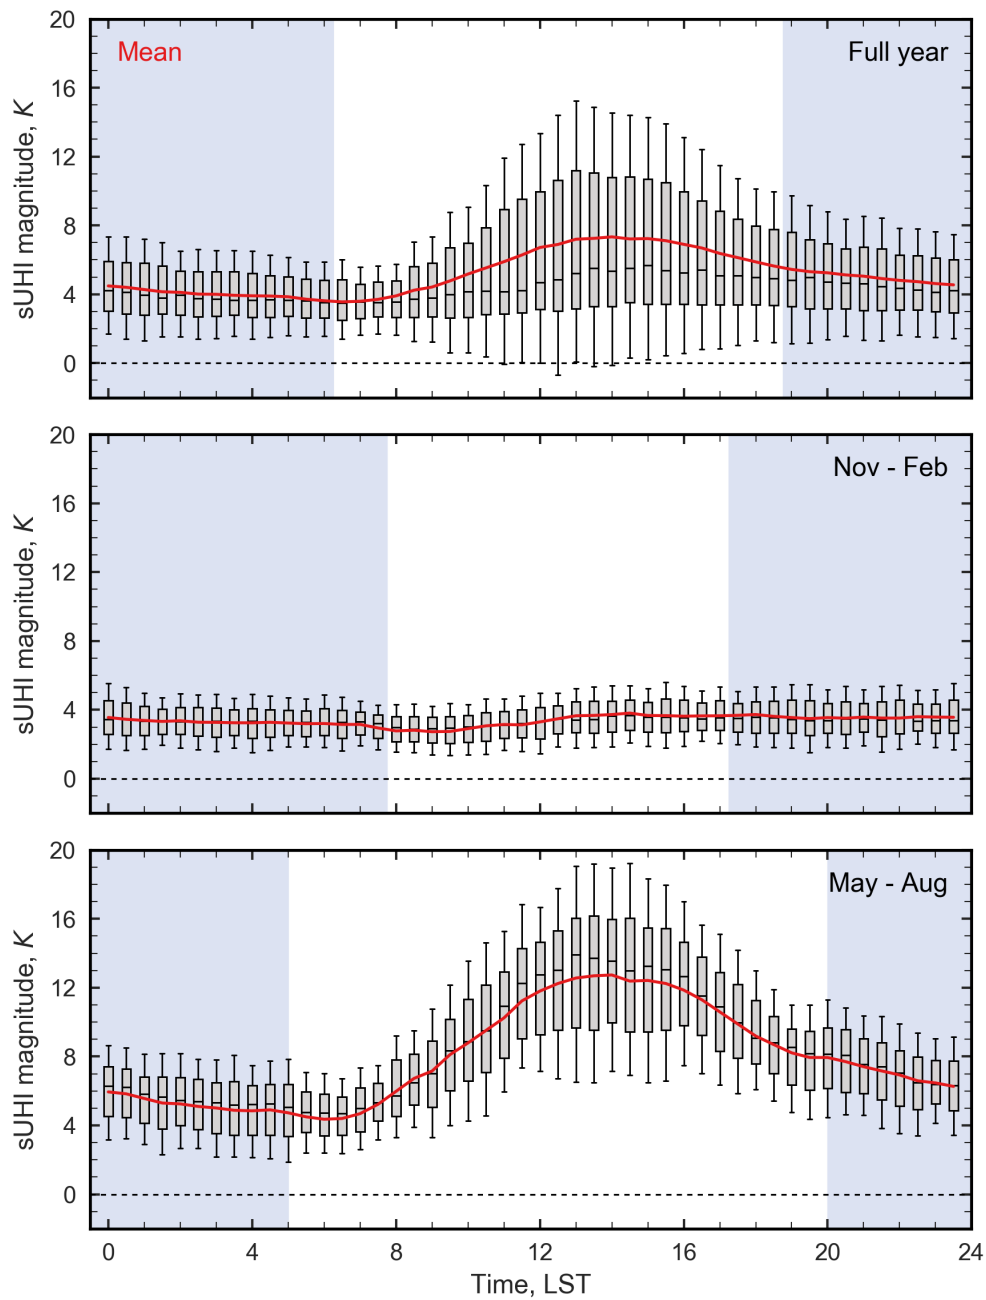 20
Mean
Full year
16
12
8
4
0
sUHI magnitude, K
20
Nov - Feb
16
12
8
4
0
sUHI magnitude, K
20
May - Aug
16
12
8
4
0
sUHI magnitude, K
0 4 8 12 16 20 24
Time, LST